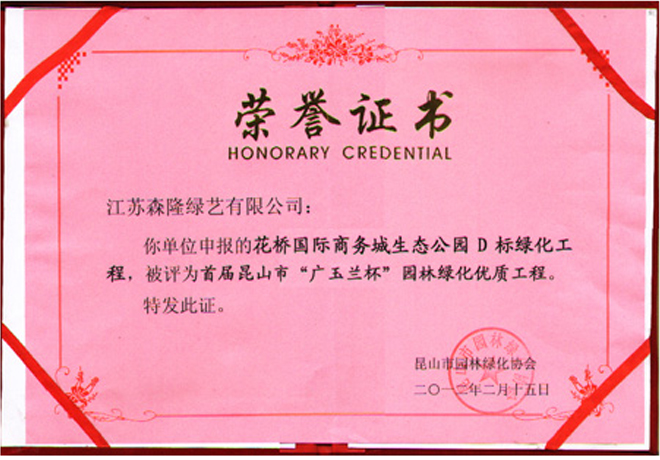 荣誉证书
HONORARY CREDENTIAL
江苏森隆绿艺有限公司：
你单位申报的花桥国际商务城生态公园 D 标绿化工
程，被评为首届昆山市“广玉兰杯”园林绿化优质工程。
特发此证。
昆山市园林绿化协会
二〇一二年二月十五日